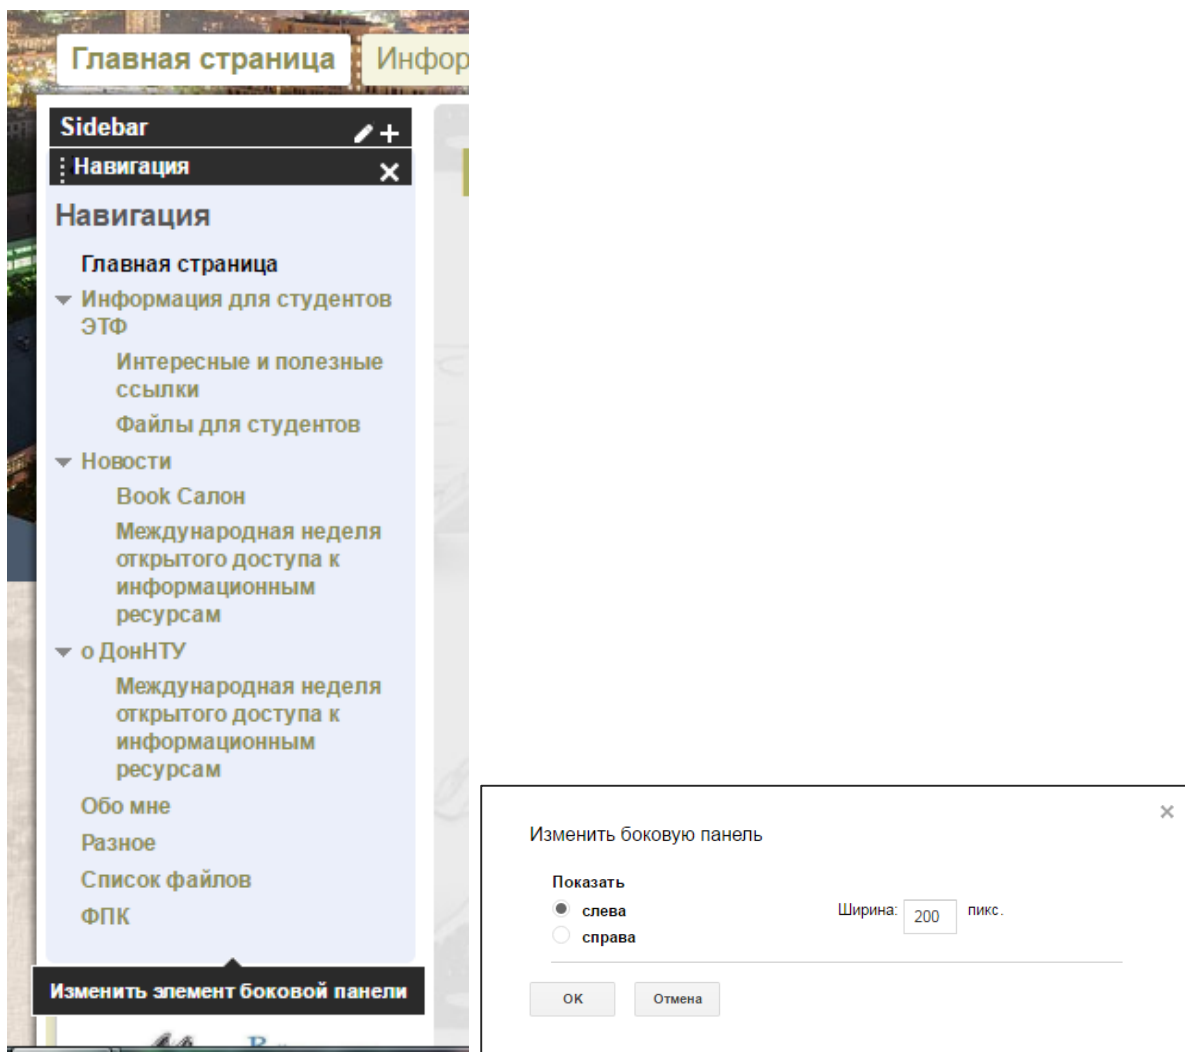 Главная страница
Инфор
Sidebar
Навигация
Навигация
Главная страница
Информация для студентов
ЭТФ
Интересные и полезные
ссылки
Файлы для студентов
Новости
Book Салон
Международная неделя
открытого доступа к
информационным
ресурсам
о ДонНТУ
Международная неделя
открытого доступа к
информационным
ресурсам
Обо мне
Разное
Список файлов
ФПК
Изменить элемент боковой панели
Изменить боковую панель
Показать
слева
Ширина: 200 пикс.
справа
OK
Отмена